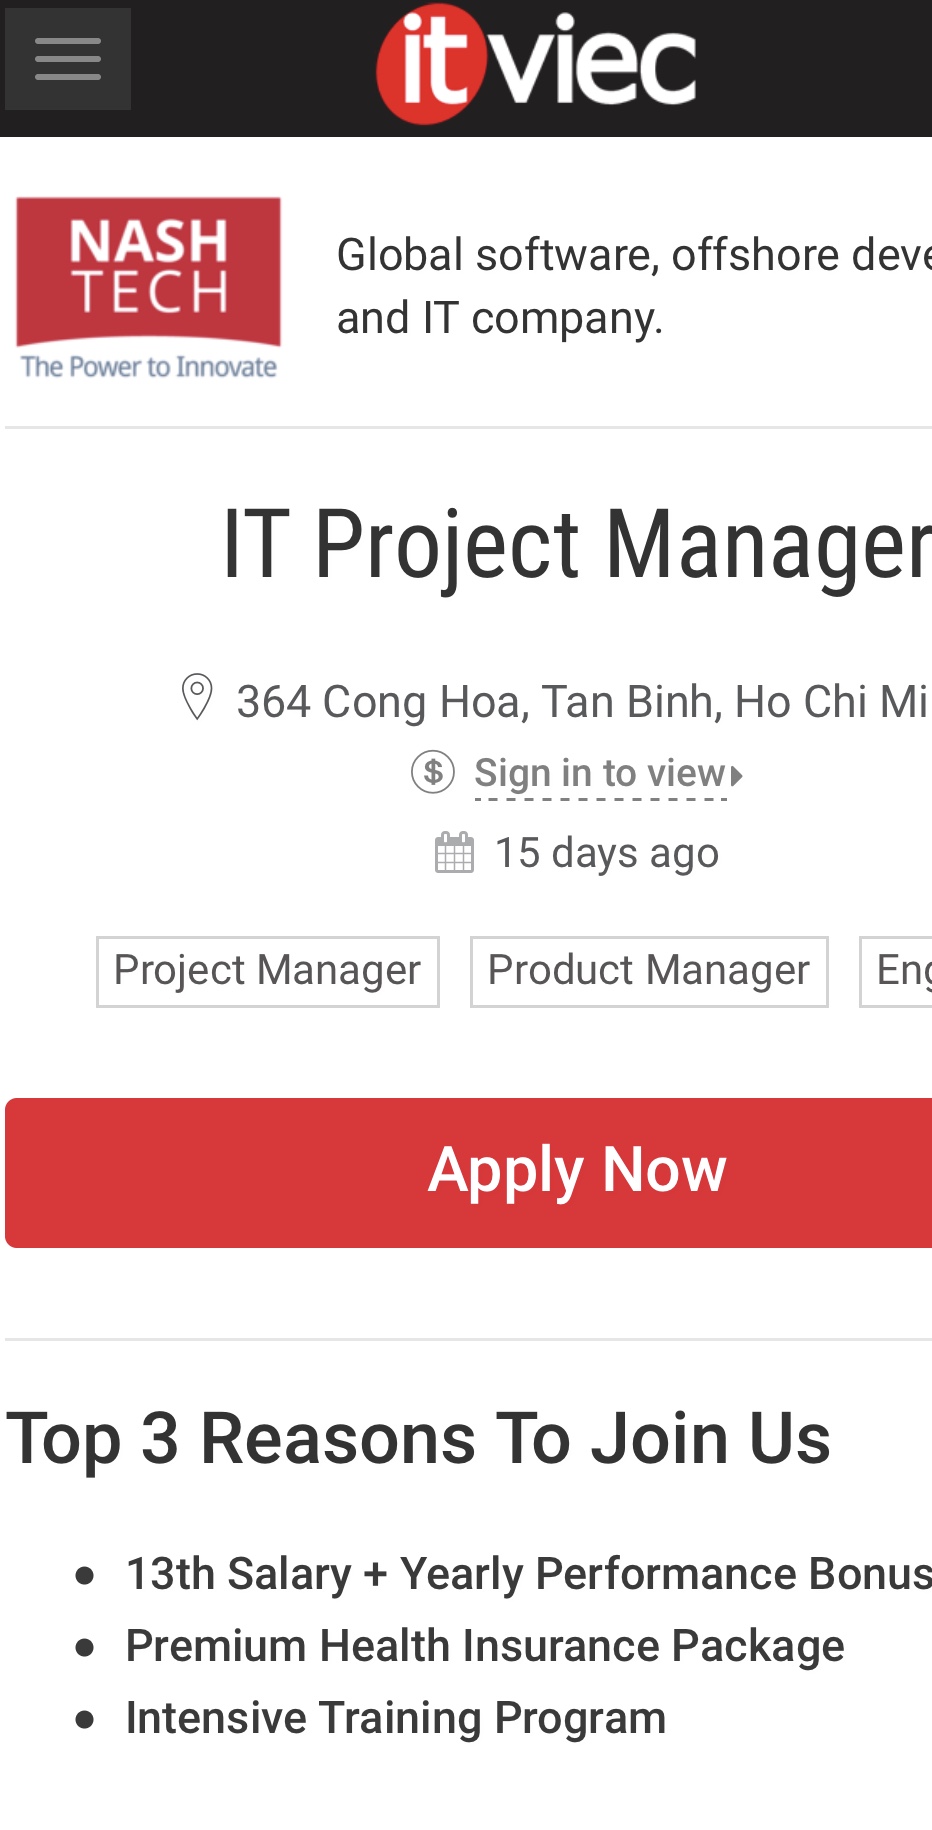 itviec
NASH
TECH
The Power to Innovate
Global software, offshore deve
and IT company.
IT Project Manager
364 Cong Hoa, Tan Binh, Ho Chi Mi
Sign in to view
15 days ago
Project Manager
Product Manager
Eng
Apply Now
Top 3 Reasons To Join Us
• 13th Salary + Yearly Performance Bonus
• Premium Health Insurance Package
• Intensive Training Program